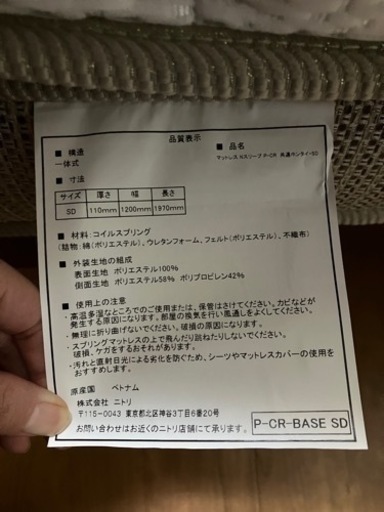 品質表示
■ 構造
一体式
■ 品名
マットレス Nスリープ P-CR 共通ベンタイ-SD
■ 寸法
サイズ 厚さ 幅 長さ
SD 110mm 1200mm 1970mm
■ 材料:コイルスプリング
(詰物:綿(ポリエステル)、ウレタンフォーム、フェルト(ポリエステル)、不織布)
■ 外装生地の組成
表面生地 ポリエステル100%
側面生地 ポリエステル58% ポリプロピレン42%
■ 使用上の注意
・高温多湿なところでのご使用または、保管はさけてください。カビなどが
発生する原因になります。部屋の換気を行い風通しをよくしてください。
・無理に折り曲げないでください。破損の原因になります。
・スプリングマットレスの上で飛んだり跳ねたりしないでください。
破損、ケガをするおそれがあります。
・汚れと直射日光による劣化を防ぐため、シーツやマットレスカバーの使用を
おすすめします。
原産国 ベトナム
株式会社 ニトリ
〒115-0043 東京都北区神谷3丁目6番20号
お問い合わせはお近くのニトリ店舗にて承ります。
P-CR-BASE SD